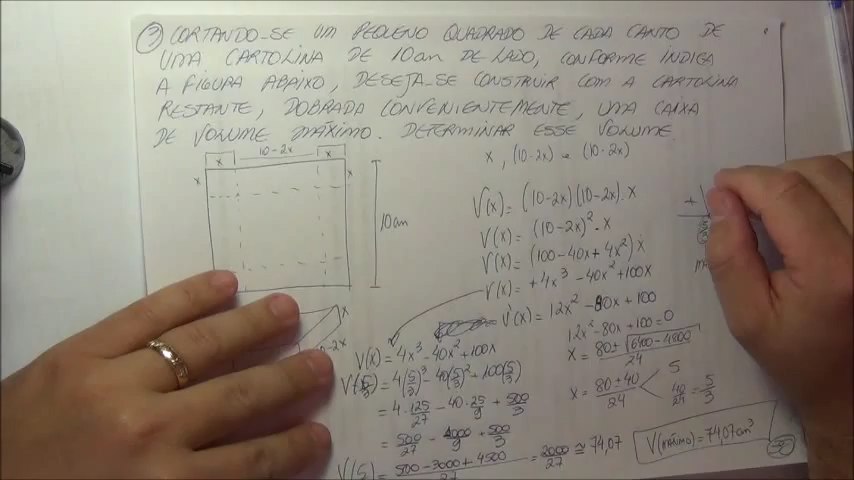 3 CORTANDO-SE UM PEQUENO QUADRADO DE CADA CANTO DE
UMA CARTOLINA DE 10cm DE LADO, CONFORME INDICA
A FIGURA ABAIXO, DESEJA-SE CONSTRUIR COM A CARTOLINA
RESTANTE, DOBRADA CONVENIENTEMENTE, UMA CAIXA
DE VOLUME MÁXIMO. DETERMINAR ESSE VOLUME.
x 10-2x x
x x
10cm
x
-2x
x, (10-2x) e (10-2x)
V(x)= (10-2x)(10-2x).x
V(x)= (10-2x)².x
V(x)= (100-40x+4x²)x
V(x)= +4x³-40x²+100x
V'(x)= 12x²-80x+100
12x²-80x+100=0
x = 80±√6400-4800/24
x = 80±40/24
5
40/24 = 5/3
V(x)= 4x³-40x²+100x
V(5/3)= 4(5/3)³-40(5/3)²+100(5/3)
= 4.125/27 - 40.25/9 + 500/3
= 500/27 - 1000/9 + 500/3
V(5)= 500-3000+4500/27 = 2000/27 ≅ 74,07
V(máximo)=74,07cm³
+